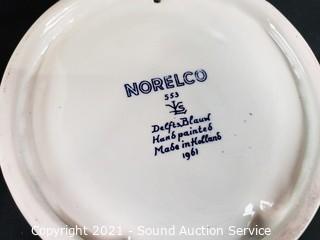 NORELCO
553
Delfts Blauw
Hand painted
Made in Holland
1961
Copyright 2021 - Sound Auction Service